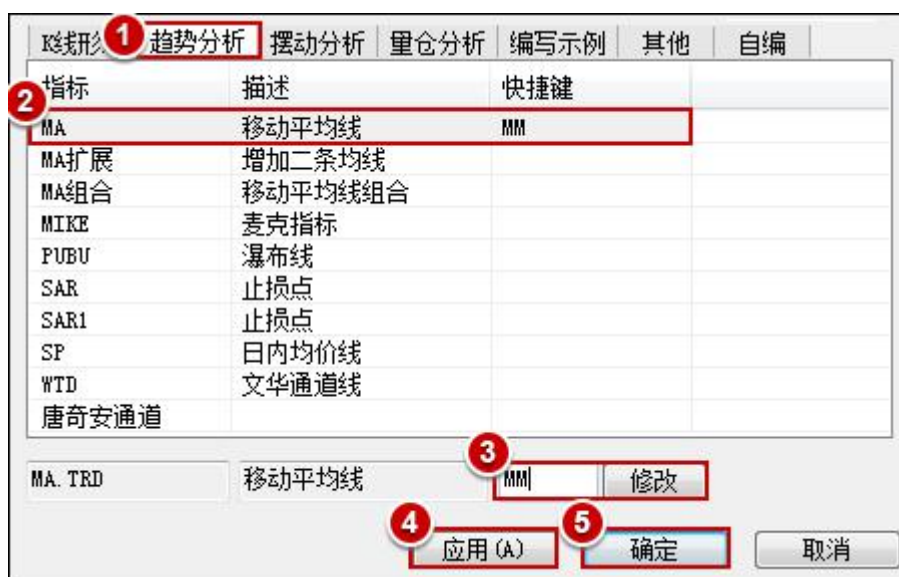 K线形 1 趋势分析 摆动分析 量仓分析 编写示例 其他 自编
2 指标 描述 快捷键
MA 移动平均线 MM
MA扩展 增加二条均线
MA组合 移动平均线组合
MIKE 麦克指标
PUBU 瀑布线
SAR 止损点
SAR1 止损点
SP 日内均价线
WTD 文华通道线
唐奇安通道
3
MA.TRD 移动平均线 MM 修改
4 5
应用(A) 确定 取消